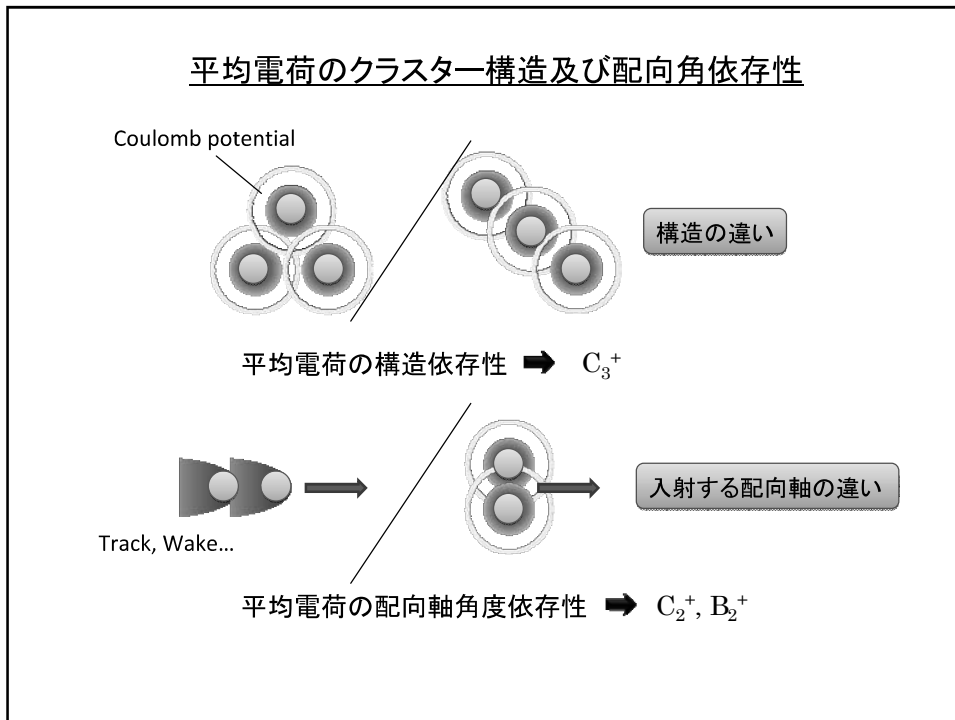 平均電荷のクラスター構造及び配向角依存性
Coulomb potential
構造の違い
平均電荷の構造依存性 ➡ C₃⁺
入射する配向軸の違い
Track, Wake…
平均電荷の配向軸角度依存性 ➡ C₂⁺, B₂⁺